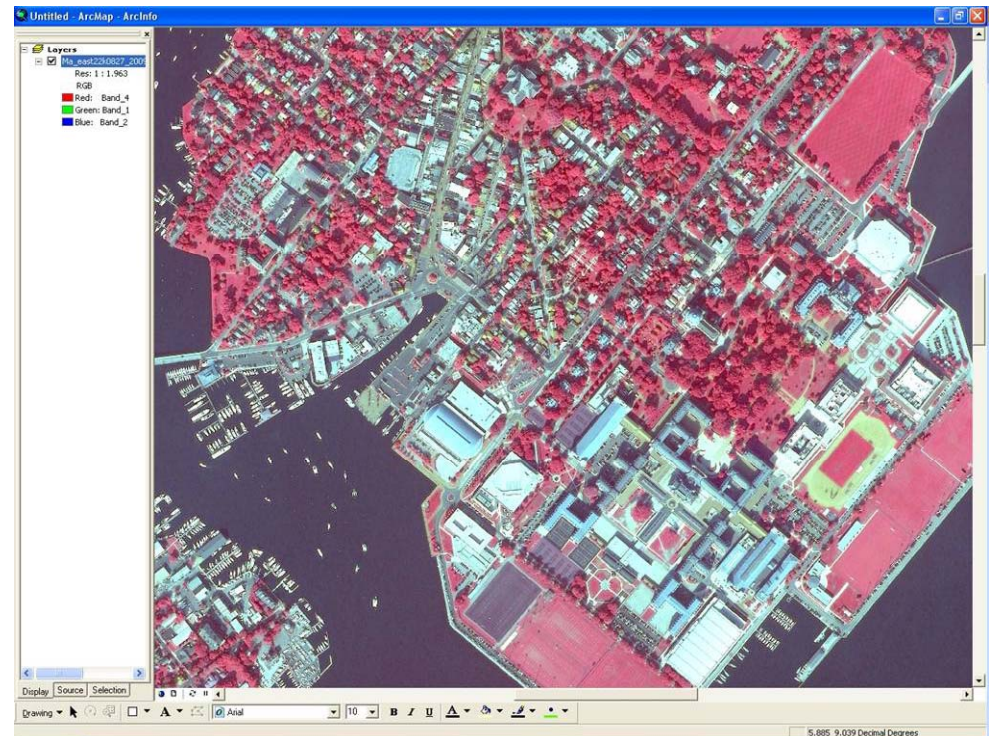 Untitled - ArcMap - ArcInfo
Layers
Ma_east22k0827_2009
Res: 1 : 1.963
RGB
Red: Band_4
Green: Band_1
Blue: Band_2
Display Source Selection
Drawing A Arial 10 B I U A
5.885 9.039 Decimal Degrees